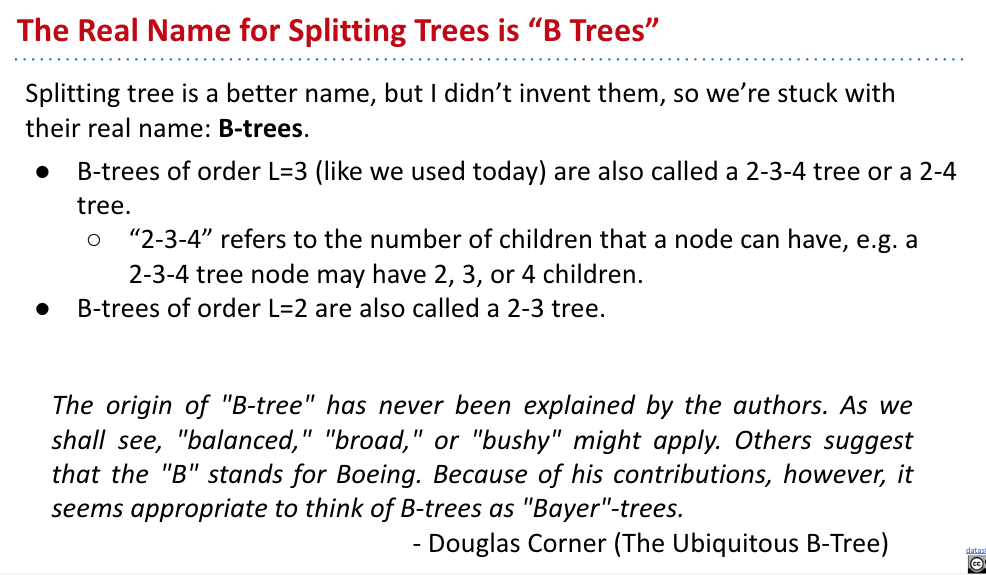 The Real Name for Splitting Trees is “B Trees”
Splitting tree is a better name, but I didn’t invent them, so we’re stuck with
their real name: B-trees.
● B-trees of order L=3 (like we used today) are also called a 2-3-4 tree or a 2-4
tree.
○ “2-3-4” refers to the number of children that a node can have, e.g. a
2-3-4 tree node may have 2, 3, or 4 children.
● B-trees of order L=2 are also called a 2-3 tree.
The origin of "B-tree" has never been explained by the authors. As we
shall see, "balanced," "broad," or "bushy" might apply. Others suggest
that the "B" stands for Boeing. Because of his contributions, however, it
seems appropriate to think of B-trees as "Bayer"-trees.
- Douglas Corner (The Ubiquitous B-Tree)
datast